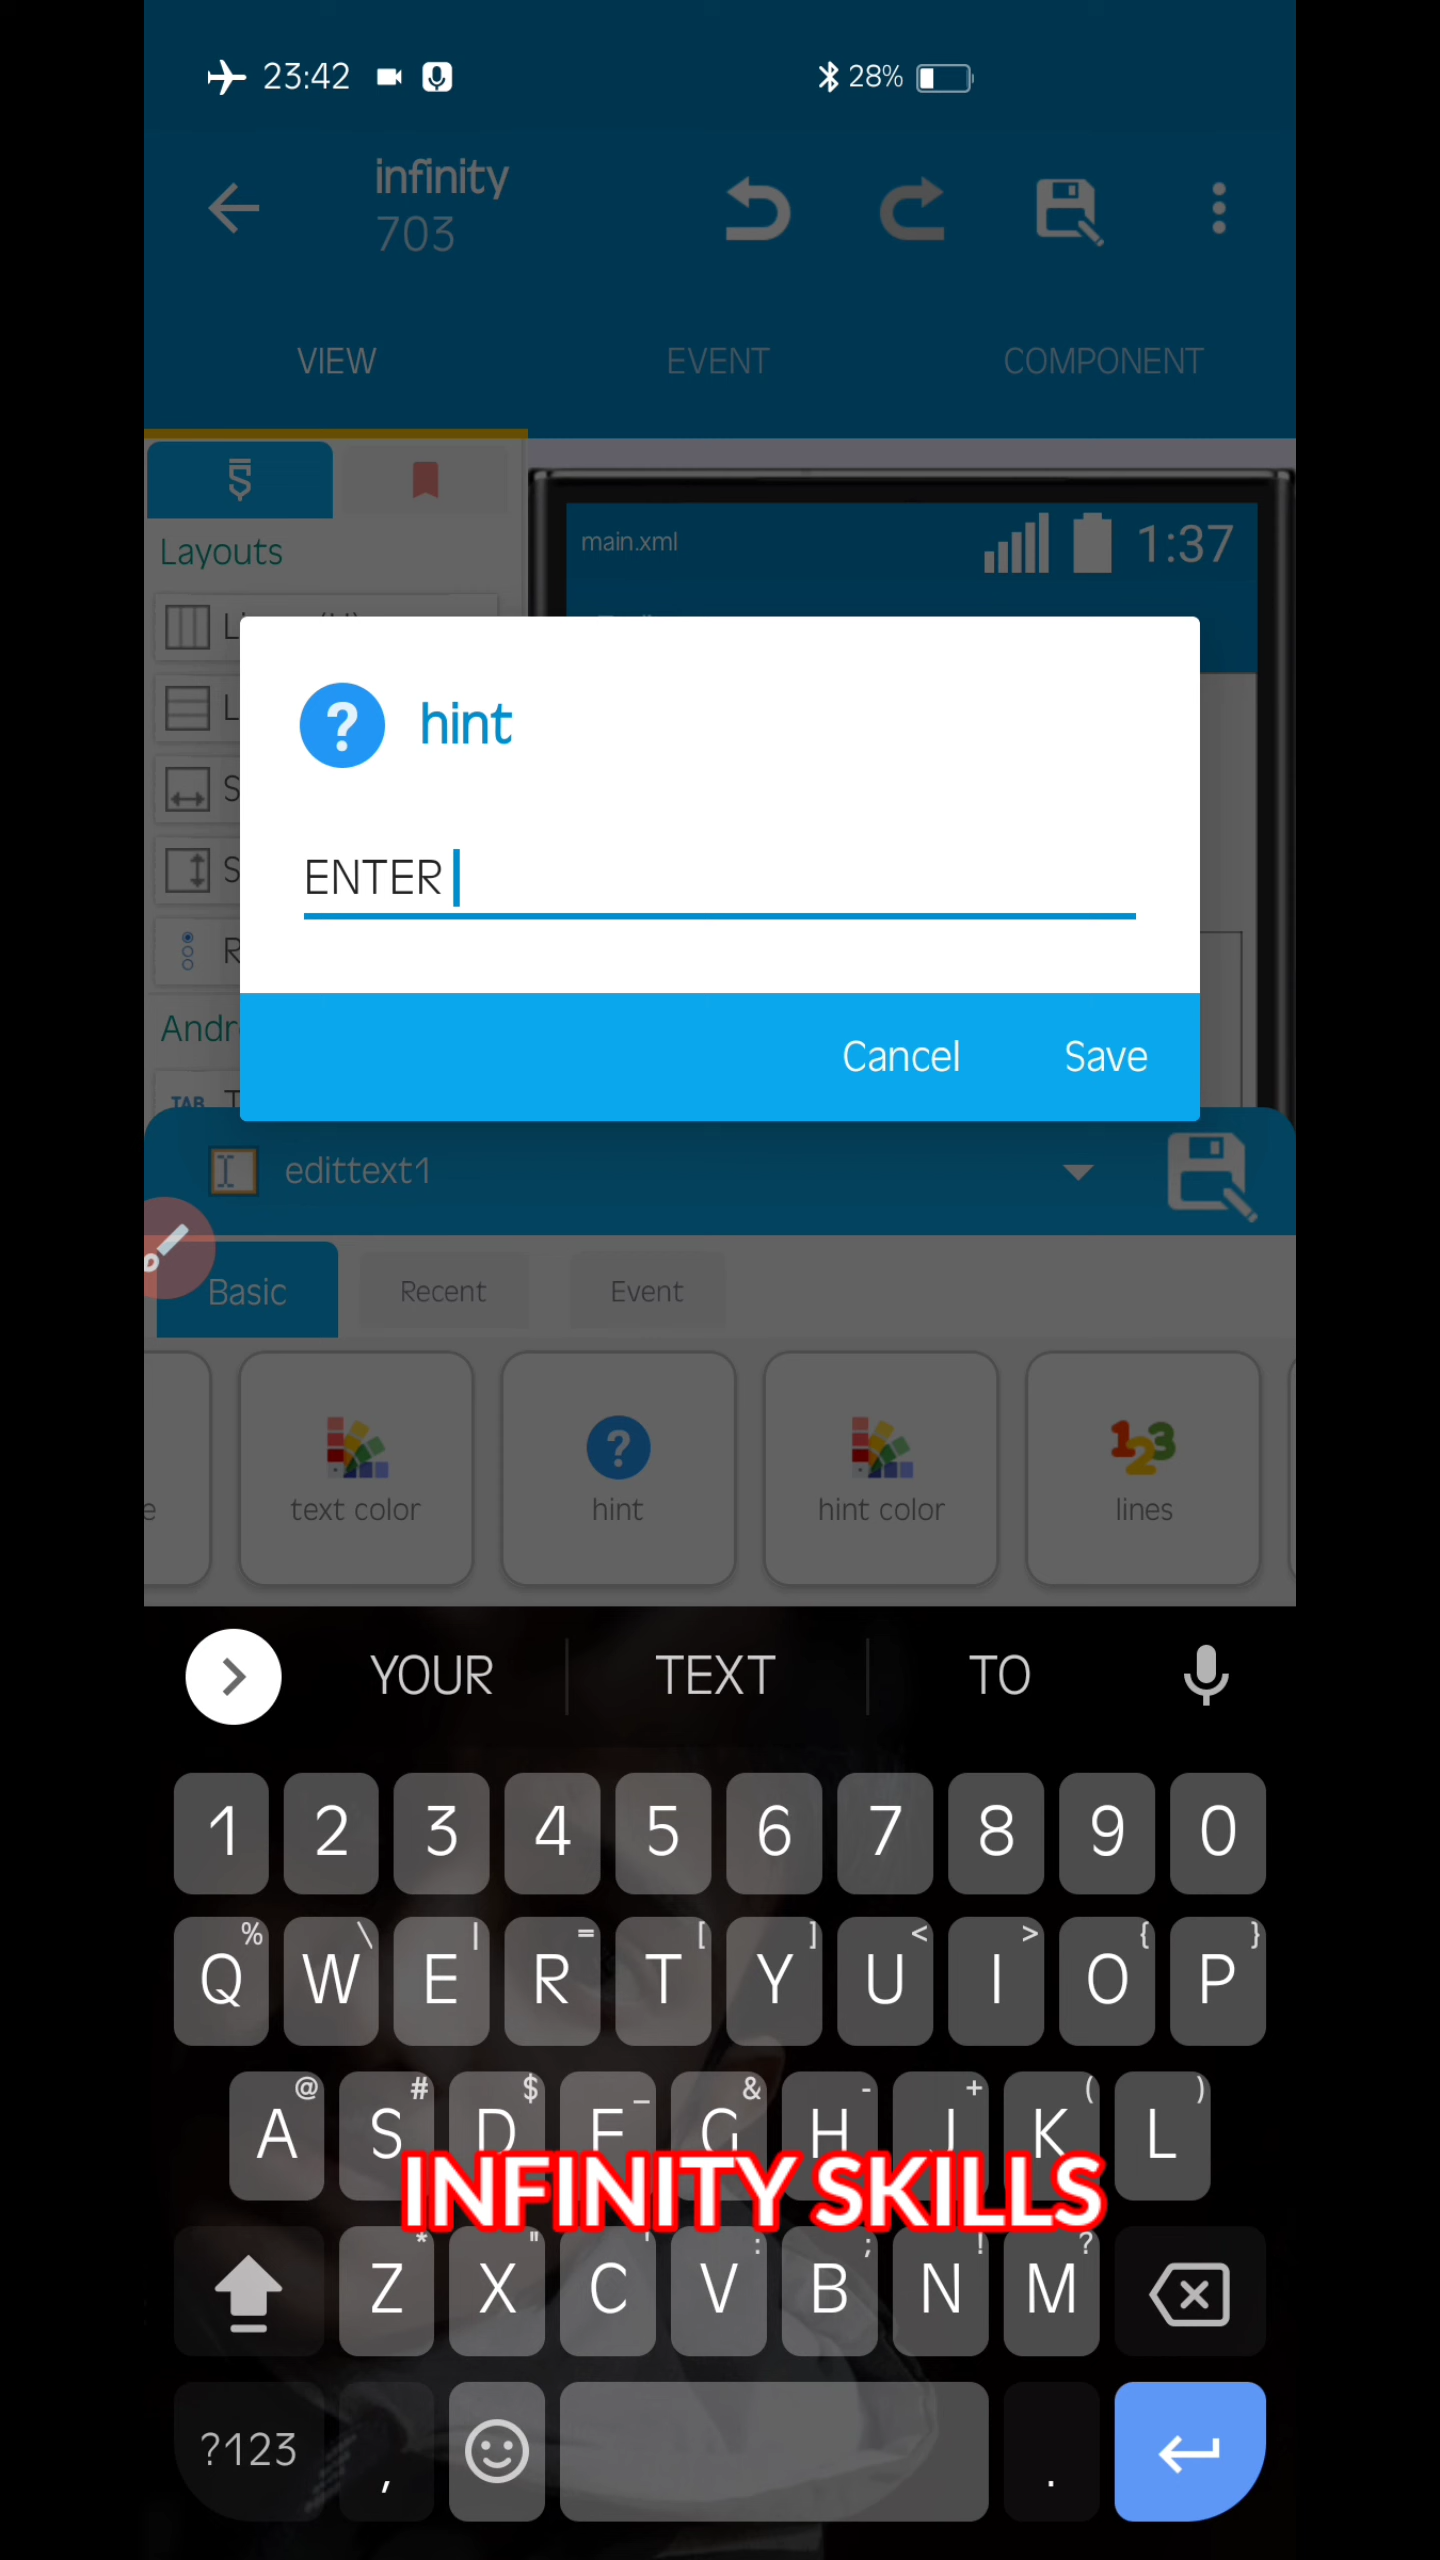 23:42 28%
infinity
703
VIEW EVENT COMPONENT
Layouts
main.xml 1:37
hint
ENTER
Cancel Save
TAB
edittext1
Basic Recent Event
e text color hint hint color lines
YOUR TEXT TO
1 2 3 4 5 6 7 8 9 0
% \ | = [ ] < > { }
Q W E R T Y U I O P
@ # $ _ & - + ( )
A S D F G H J K L
INFINITY SKILLS
* " ' : ; ! ?
Z X C V B N M
?123 , .